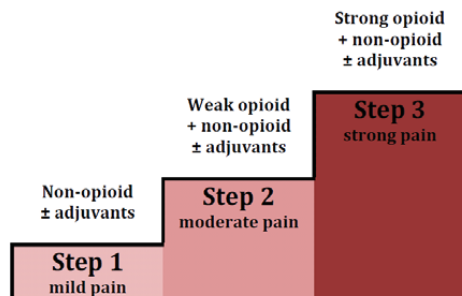 Non-opioid
± adjuvants
Step 1
mild pain
Weak opioid
+ non-opioid
± adjuvants
Step 2
moderate pain
Strong opioid
+ non-opioid
± adjuvants
Step 3
strong pain